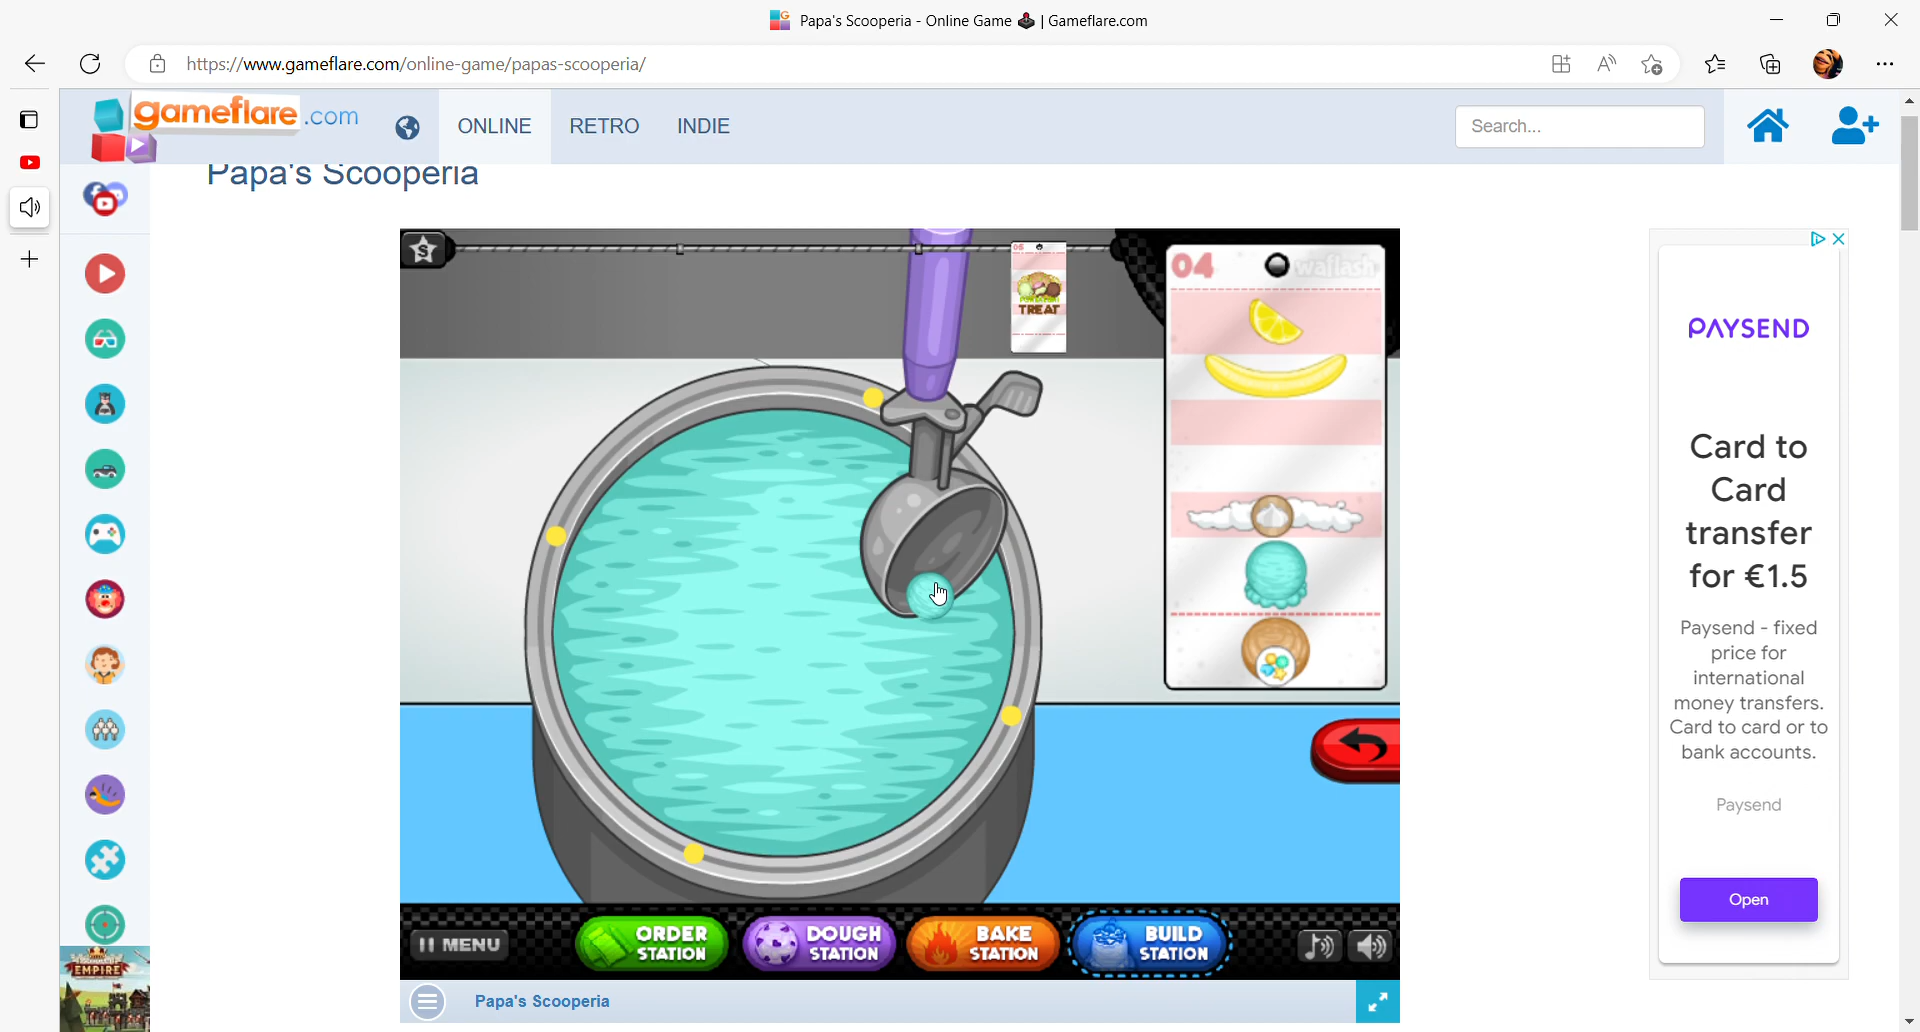 Papa's Scooperia - Online Game 🕹️ | Gameflare.com
https://www.gameflare.com/online-game/papas-scooperia/
gameflare.com
ONLINE
RETRO
INDIE
Search...
Papa's Scooperia
S
05
TREAT
04
waflash
MENU
ORDER
STATION
DOUGH
STATION
BAKE
STATION
BUILD
STATION
Papa's Scooperia
EMPIRE
PAYSEND
Card to
Card
transfer
for €1.5
Paysend - fixed
price for
international
money transfers.
Card to card or to
bank accounts.
Paysend
Open